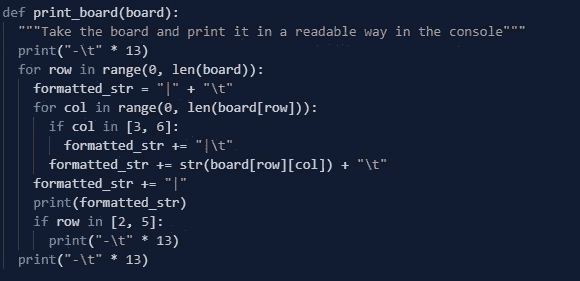 def print_board(board):
  """Take the board and print it in a readable way in the console"""
  print("-\t" * 13)
  for row in range(0, len(board)):
    formatted_str = "|" + "\t"
    for col in range(0, len(board[row])):
      if col in [3, 6]:
        formatted_str += "|\t"
      formatted_str += str(board[row][col]) + "\t"
    formatted_str += "|"
    print(formatted_str)
    if row in [2, 5]:
      print("-\t" * 13)
  print("-\t" * 13)